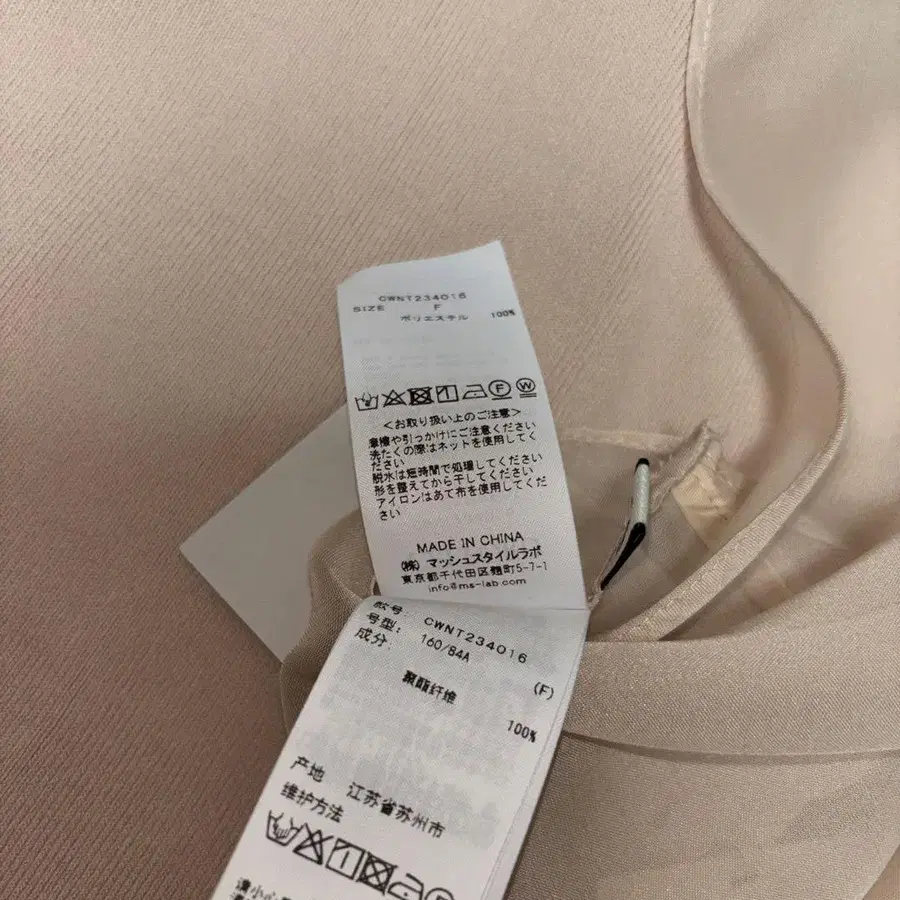 CWNT234016
SIZE F
ポリエステル 100%
F W
<お取り扱い上のご注意>
摩擦や引っかけにご注意ください
洗たくの際はネットを使用してく
ださい
脱水は短時間で処理してください
形を整えてから干してください
アイロンはあて布を使用してくだ
さい
MADE IN CHINA
(株) マッシュスタイルラボ
東京都千代田区麹町5-7-1
info@ms-lab.com
款号: CWNT234016
号型: 160/84A (F)
成分:
聚酯纤维 100%
产地 江苏省苏州市
维护方法
请小心